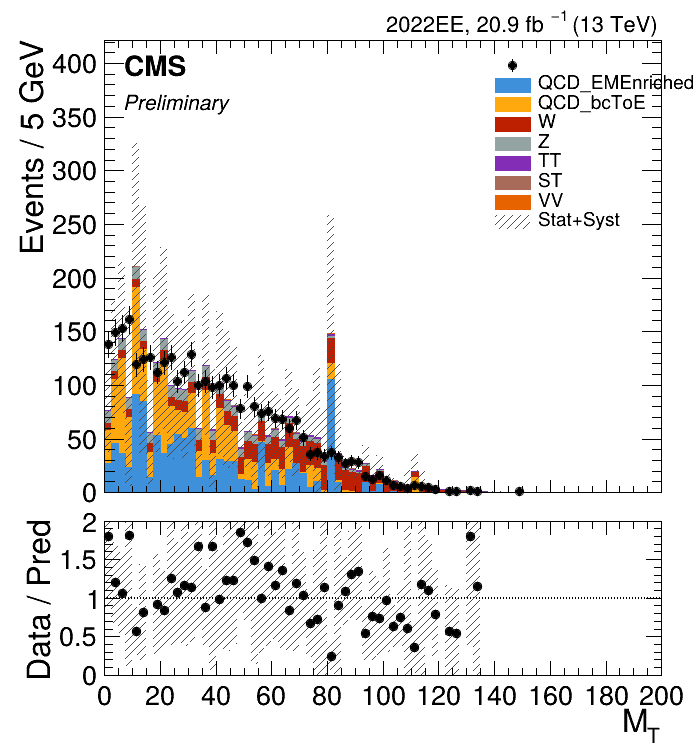 2022EE, 20.9 fb⁻¹ (13 TeV)
CMS
Preliminary
Events / 5 GeV
400
350
300
250
200
150
100
50
0
QCD_EMEnriched
QCD_bcToE
W
Z
TT
ST
VV
Stat+Syst
Data / Pred
2
1.5
1
0.5
0
0 20 40 60 80 100 120 140 160 180 200
M_T